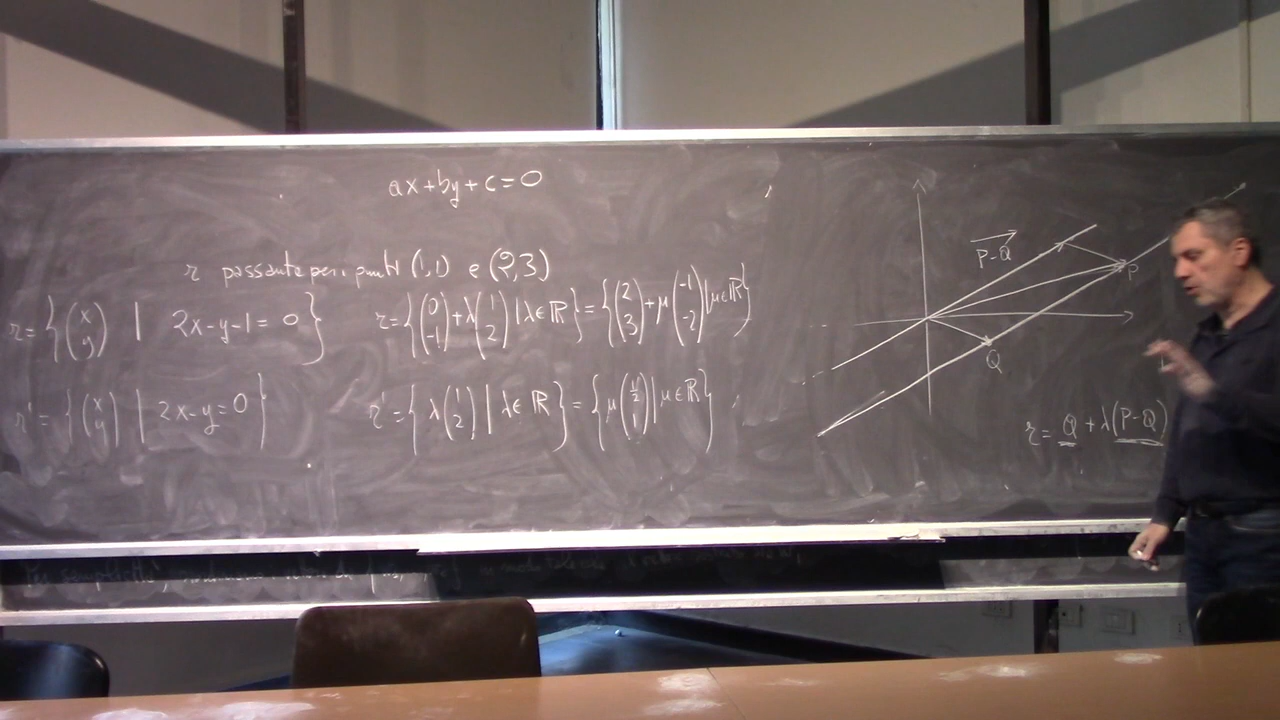 ax+by+c=0
r passante per i punti (1,1) e (2,3)
r={(x y) | 2x-y-1=0} r={(0 -1)+λ(1 2)|λ∈ℝ}={(2 3)+μ(-1 -2)|μ∈ℝ}
r'={(x y) | 2x-y=0} r'={λ(1 2)|λ∈ℝ}={μ(1/2 1)|μ∈ℝ}
P-Q
P
Q
r=Q+λ(P-Q)